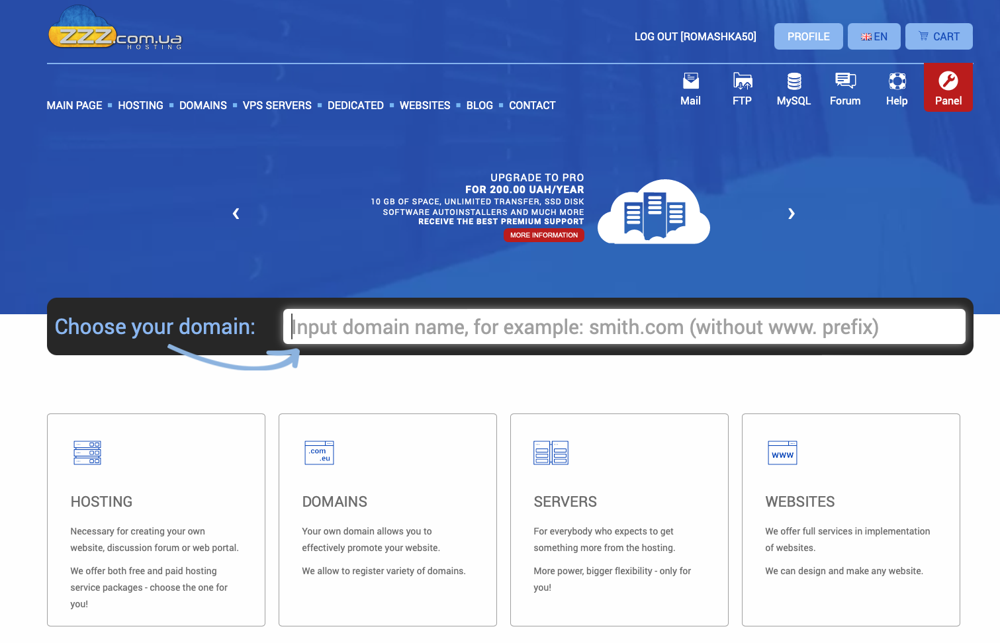 ZZZ.com.ua
HOSTING
LOG OUT [ROMASHKA50]
PROFILE
EN
CART
Mail
FTP
MySQL
Forum
Help
Panel
MAIN PAGE
HOSTING
DOMAINS
VPS SERVERS
DEDICATED
WEBSITES
BLOG
CONTACT
UPGRADE TO PRO
FOR 200.00 UAH/YEAR
10 GB OF SPACE, UNLIMITED TRANSFER, SSD DISK
SOFTWARE AUTOINSTALLERS AND MUCH MORE
RECEIVE THE BEST PREMIUM SUPPORT
MORE INFORMATION
Choose your domain:
Input domain name, for example: smith.com (without www. prefix)
HOSTING
Necessary for creating your own
website, discussion forum or web portal.
We offer both free and paid hosting
service packages - choose the one for
you!
.com
.eu
DOMAINS
Your own domain allows you to
effectively promote your website.
We allow to register variety of domains.
SERVERS
For everybody who expects to get
something more from the hosting.
More power, bigger flexibility - only for
you!
www
WEBSITES
We offer full services in implementation
of websites.
We can design and make any website.